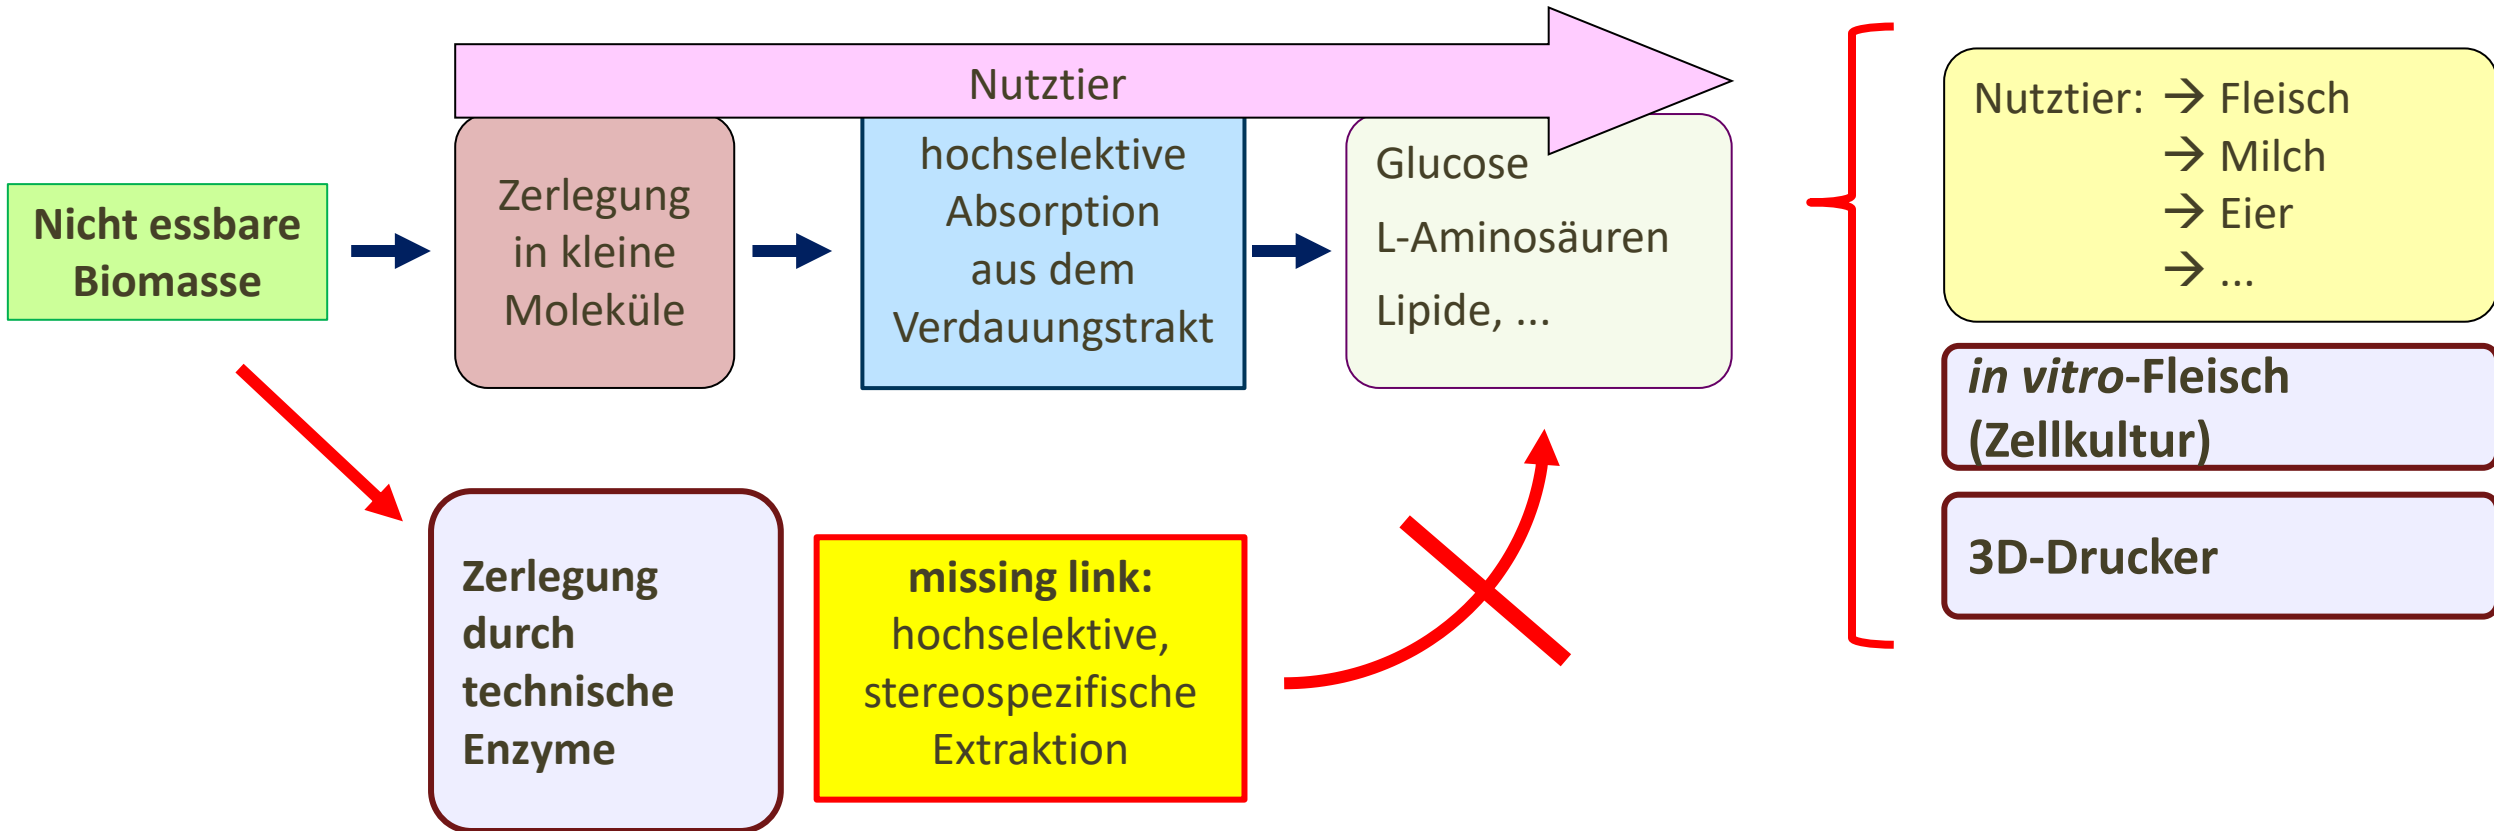 Nutztier
Nicht essbare
Biomasse
Zerlegung
in kleine
Moleküle
hochselektive
Absorption
aus dem
Verdauungstrakt
Glucose
L-Aminosäuren
Lipide, ...
Nutztier: → Fleisch
→ Milch
→ Eier
→ ...
in vitro-Fleisch
(Zellkultur)
3D-Drucker
Zerlegung
durch
technische
Enzyme
missing link:
hochselektive,
stereospezifische
Extraktion